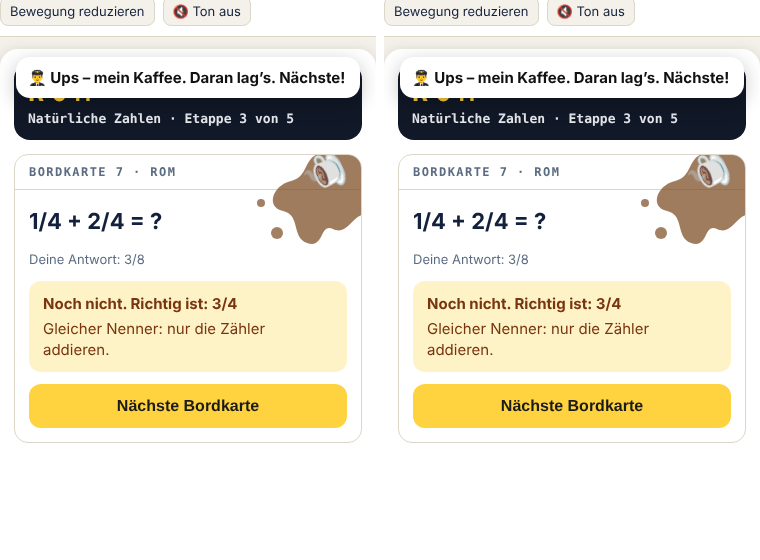 Bewegung reduzieren
Ton aus
Bewegung reduzieren
Ton aus
Ups – mein Kaffee. Daran lag’s. Nächste!
Natürliche Zahlen · Etappe 3 von 5
BORDKARTE 7 · ROM
1/4 + 2/4 = ?
Deine Antwort: 3/8
Noch nicht. Richtig ist: 3/4
Gleicher Nenner: nur die Zähler
addieren.
Nächste Bordkarte
Ups – mein Kaffee. Daran lag’s. Nächste!
Natürliche Zahlen · Etappe 3 von 5
BORDKARTE 7 · ROM
1/4 + 2/4 = ?
Deine Antwort: 3/8
Noch nicht. Richtig ist: 3/4
Gleicher Nenner: nur die Zähler
addieren.
Nächste Bordkarte